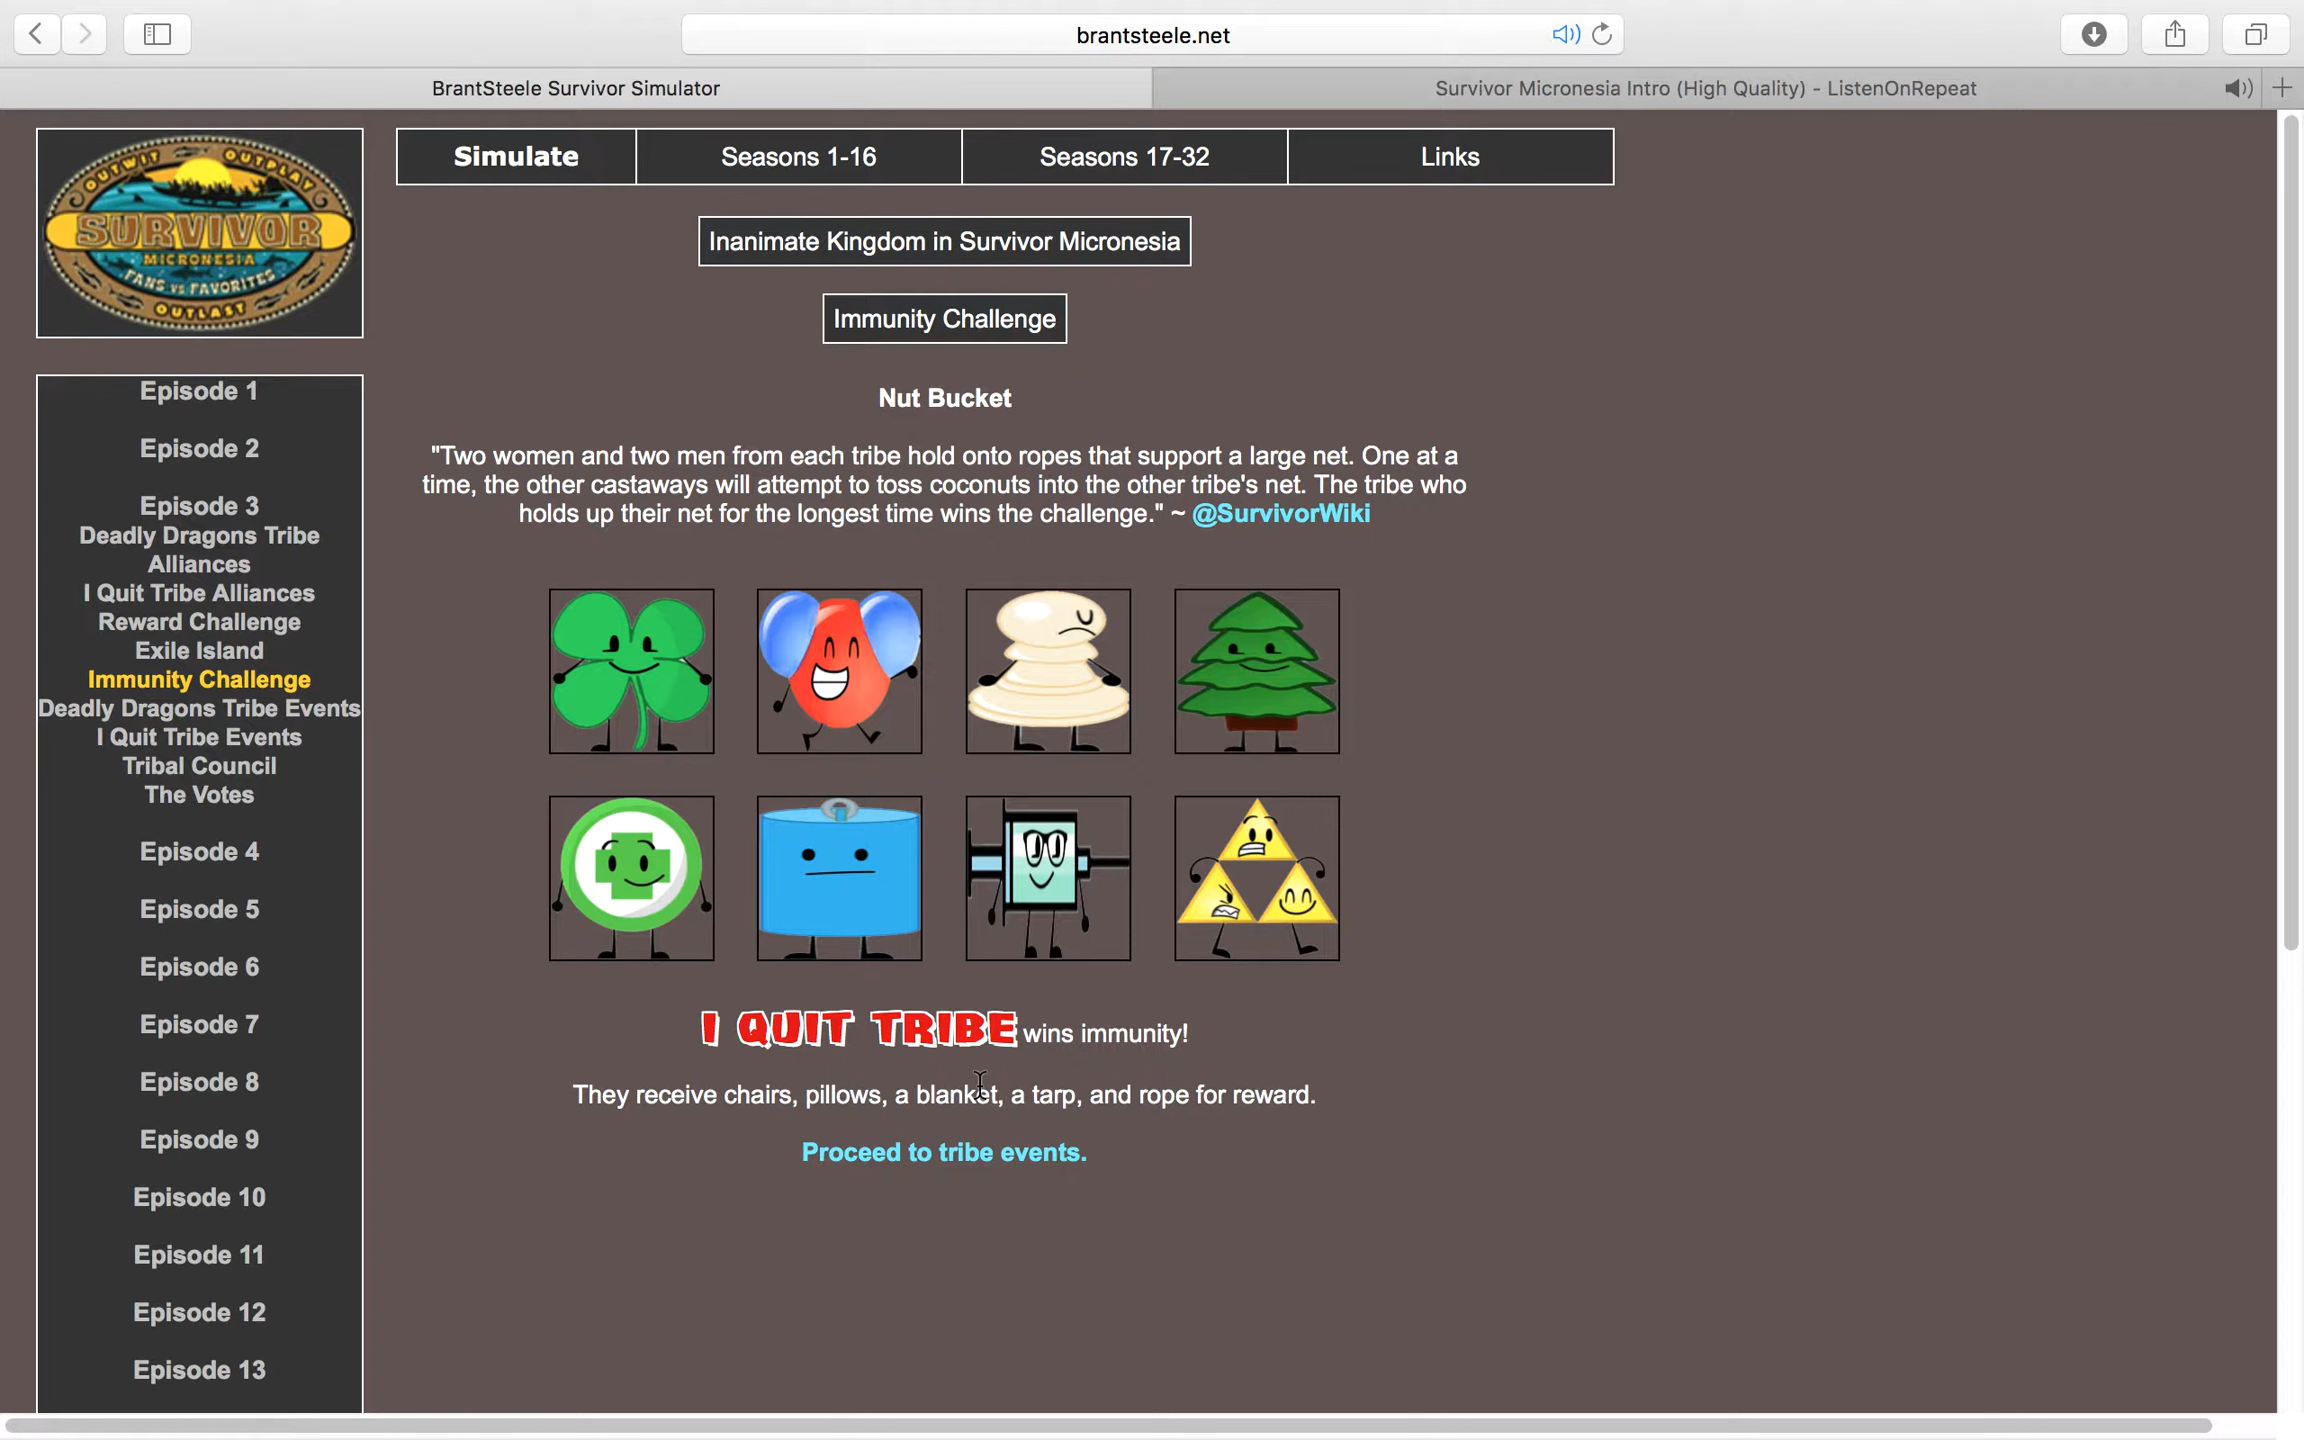 brantsteele.net
BrantSteele Survivor Simulator
Survivor Micronesia Intro (High Quality) - ListenOnRepeat
OUTWIT OUTPLAY
SURVIVOR
MICRONESIA
FANS VS FAVORITES
OUTLAST
Simulate
Seasons 1-16
Seasons 17-32
Links
Inanimate Kingdom in Survivor Micronesia
Immunity Challenge
Episode 1
Episode 2
Episode 3
Deadly Dragons Tribe
Alliances
I Quit Tribe Alliances
Reward Challenge
Exile Island
Immunity Challenge
Deadly Dragons Tribe Events
I Quit Tribe Events
Tribal Council
The Votes
Episode 4
Episode 5
Episode 6
Episode 7
Episode 8
Episode 9
Episode 10
Episode 11
Episode 12
Episode 13
Nut Bucket
"Two women and two men from each tribe hold onto ropes that support a large net. One at a
time, the other castaways will attempt to toss coconuts into the other tribe's net. The tribe who
holds up their net for the longest time wins the challenge." ~ @SurvivorWiki
I QUIT TRIBE wins immunity!
They receive chairs, pillows, a blanket, a tarp, and rope for reward.
Proceed to tribe events.